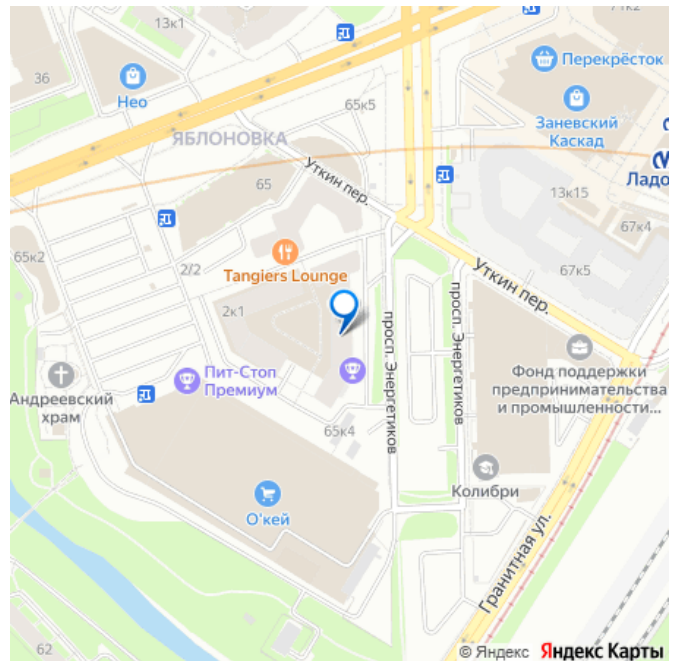 13к1
71к2
36
Нео
Перекрёсток
65к5
Заневский
Каскад
ЯБЛОНОВКА
Ладо
65
Уткин пер.
13к15
67к4
65к2
2/2
Tangiers Lounge
Уткин пер.
67к5
2к1
просп. Энергетиков
просп. Энергетиков
Пит-Стоп
Премиум
Фонд поддержки
предпринимательства
и промышленности...
Андреевский
храм
65к4
Колибри
О'кей
Гранитная ул.
62
© Яндекс Яндекс Карты